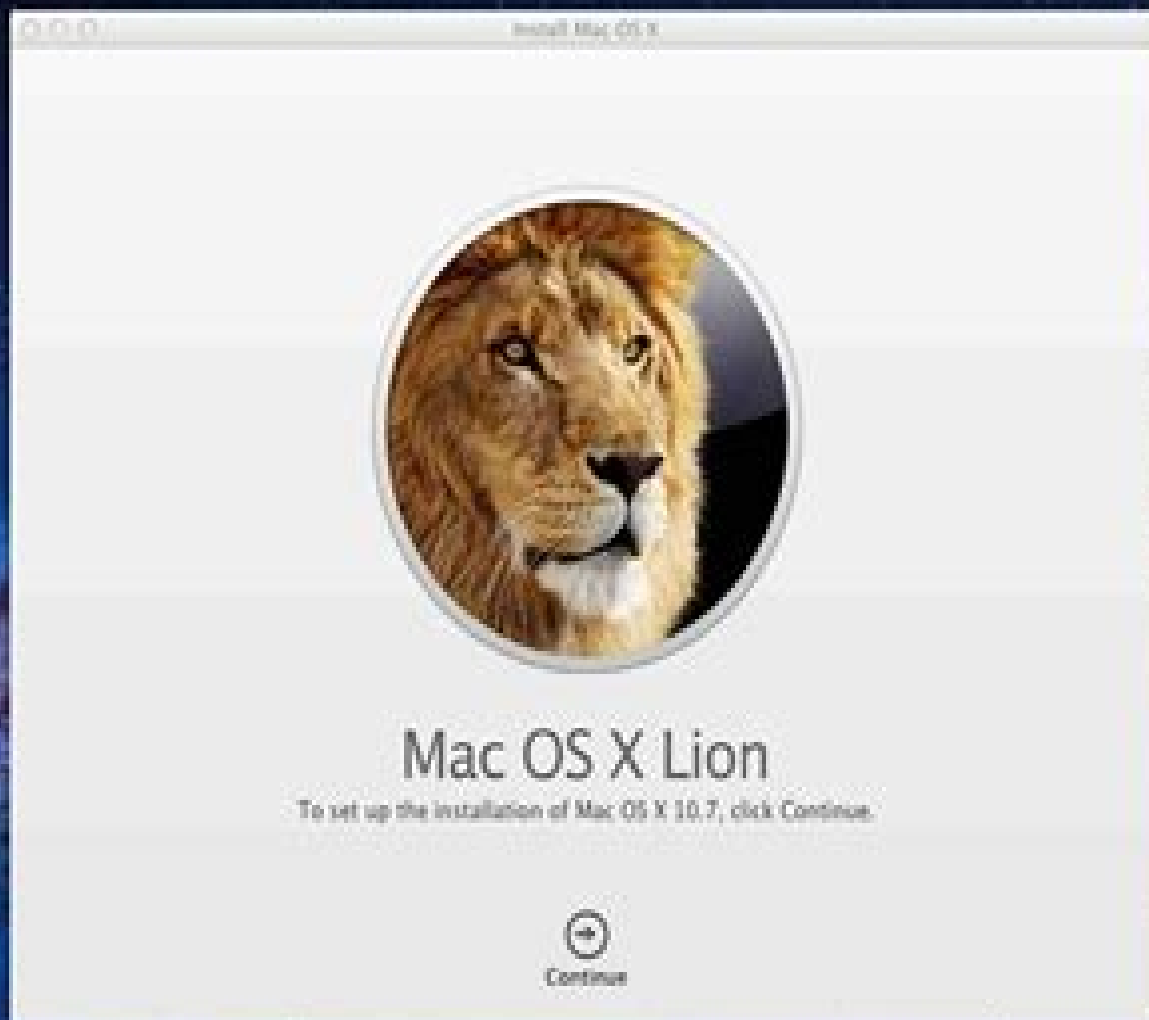 Install Mac OS X
Mac OS X Lion
To set up the installation of Mac OS X 10.7, click Continue.
Continue